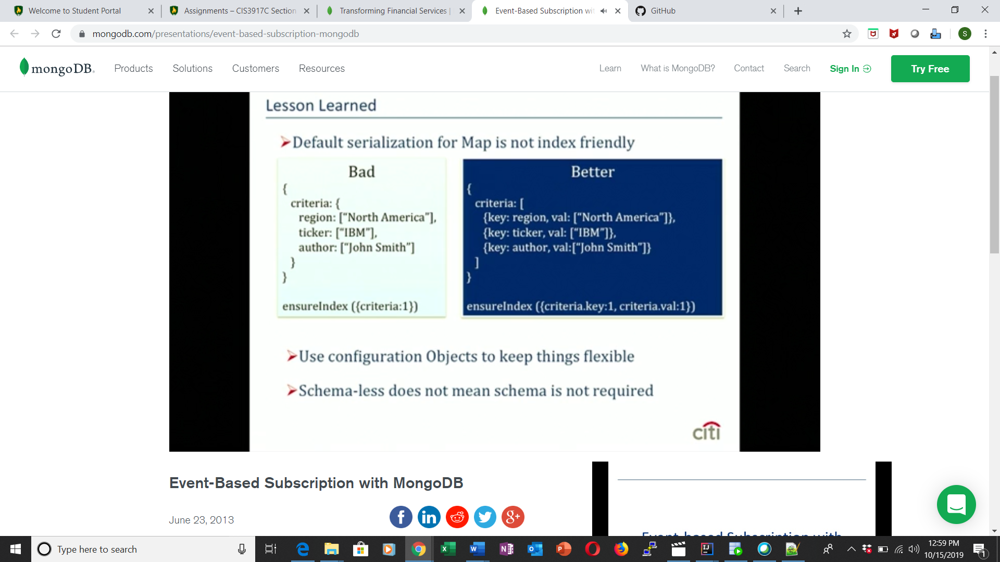 Welcome to Student Portal
Assignments – CIS3917C Section
Transforming Financial Services |
Event-Based Subscription wit
GitHub
mongodb.com/presentations/event-based-subscription-mongodb
S
mongoDB.
Products
Solutions
Customers
Resources
Learn
What is MongoDB?
Contact
Search
Sign In
Try Free
Lesson Learned
Default serialization for Map is not index friendly
Bad
{
criteria: {
region: [“North America”],
ticker: [“IBM”],
author: [“John Smith”]
}
}
ensureIndex ({criteria:1})
Better
{
criteria: [
{key: region, val: [“North America”]},
{key: ticker, val: [“IBM”]},
{key: author, val:[“John Smith”]}
]
}
ensureIndex ({criteria.key:1, criteria.val:1})
Use configuration Objects to keep things flexible
Schema-less does not mean schema is not required
citi
Event-Based Subscription with MongoDB
June 23, 2013
Event-based Subscription with
Type here to search
12:59 PM
10/15/2019
1